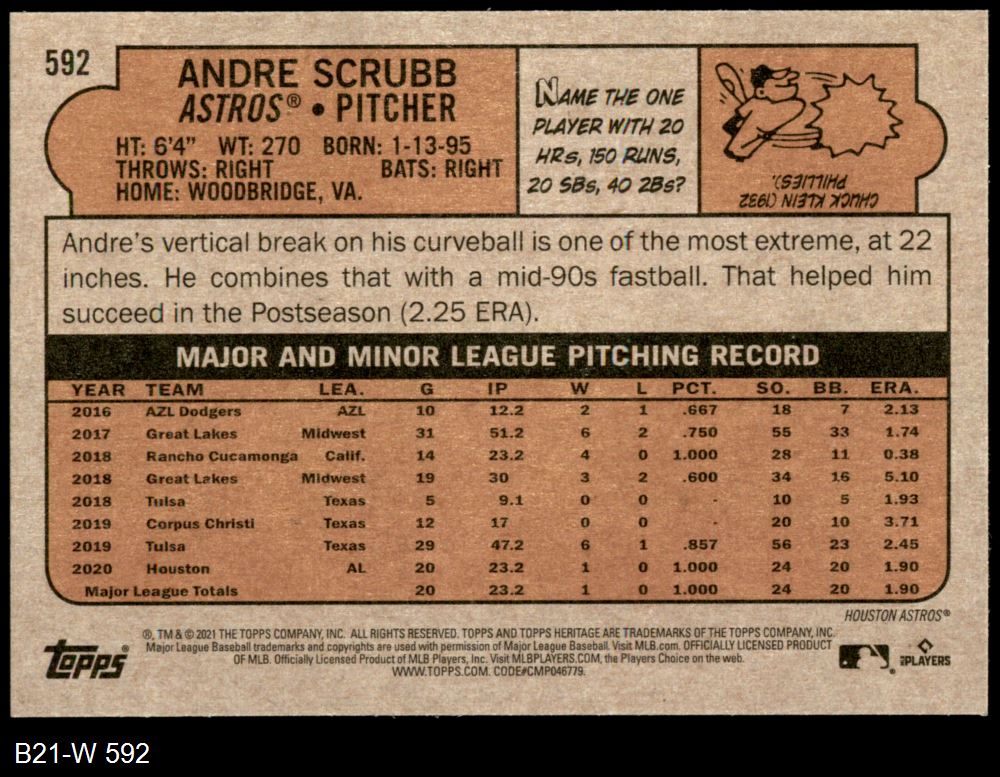 592
ANDRE SCRUBB
ASTROS® • PITCHER
HT: 6'4" WT: 270 BORN: 1-13-95
THROWS: RIGHT BATS: RIGHT
HOME: WOODBRIDGE, VA.
NAME THE ONE
PLAYER WITH 20
HRS, 150 RUNS,
20 SBS, 40 2BS?
CHUCK KLEIN (1932
PHILLIES).
Andre's vertical break on his curveball is one of the most extreme, at 22
inches. He combines that with a mid-90s fastball. That helped him
succeed in the Postseason (2.25 ERA).
MAJOR AND MINOR LEAGUE PITCHING RECORD
YEAR TEAM LEA. G IP W L PCT. SO. BB. ERA.
2016 AZL Dodgers AZL 10 12.2 2 1 .667 18 7 2.13
2017 Great Lakes Midwest 31 51.2 6 2 .750 55 33 1.74
2018 Rancho Cucamonga Calif. 14 23.2 4 0 1.000 28 11 0.38
2018 Great Lakes Midwest 19 30 3 2 .600 34 16 5.10
2018 Tulsa Texas 5 9.1 0 0 - 10 5 1.93
2019 Corpus Christi Texas 12 17 0 0 - 20 10 3.71
2019 Tulsa Texas 29 47.2 6 1 .857 56 23 2.45
2020 Houston AL 20 23.2 1 0 1.000 24 20 1.90
Major League Totals 20 23.2 1 0 1.000 24 20 1.90
HOUSTON ASTROS®
®, TM & © 2021 THE TOPPS COMPANY, INC. ALL RIGHTS RESERVED. TOPPS AND TOPPS HERITAGE ARE TRADEMARKS OF THE TOPPS COMPANY, INC.
Major League Baseball trademarks and copyrights are used with permission of Major League Baseball. Visit MLB.com. OFFICIALLY LICENSED PRODUCT
OF MLB. Officially Licensed Product of MLB Players, Inc. Visit MLBPLAYERS.COM, the Players Choice on the web.
WWW.TOPPS.COM. CODE#CMP046779.
topps®
MLB PLAYERS
B21-W 592